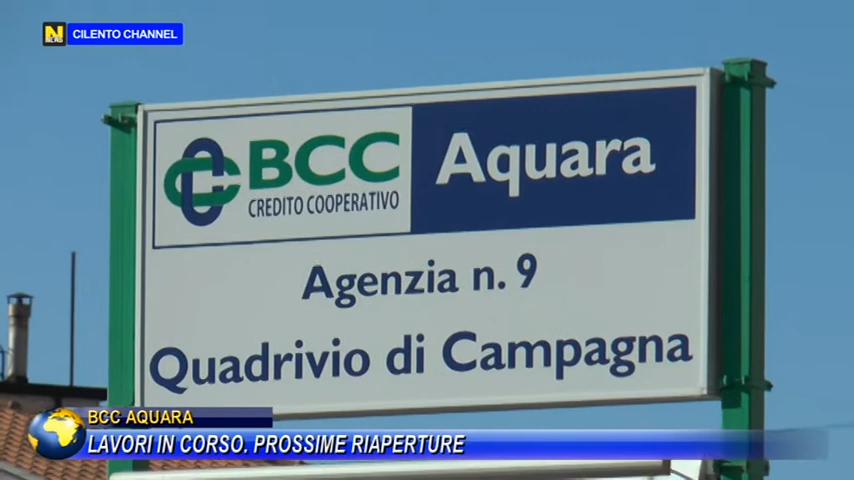 CILENTO CHANNEL
BCC Aquara
CREDITO COOPERATIVO
Agenzia n. 9
Quadrivio di Campagna
BCC AQUARA
LAVORI IN CORSO. PROSSIME RIAPERTURE